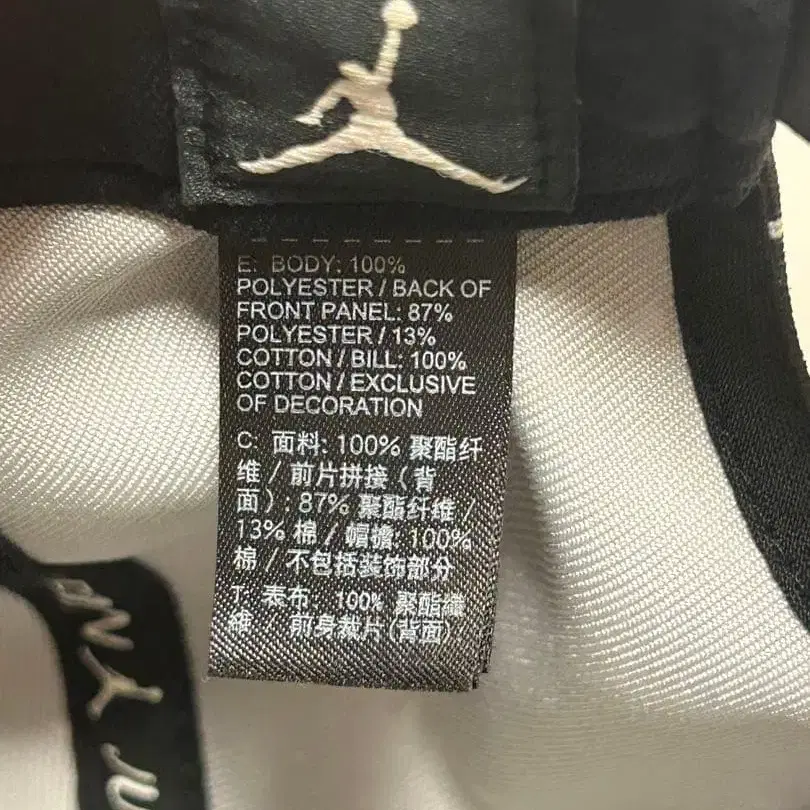 E: BODY: 100%
POLYESTER / BACK OF
FRONT PANEL: 87%
POLYESTER / 13%
COTTON / BILL: 100%
COTTON / EXCLUSIVE
OF DECORATION
C: 面料: 100% 聚酯纤
维 / 前片拼接 (背
面) : 87% 聚酯纤维 /
13% 棉 / 帽檐: 100%
棉 / 不包括装饰部分
T: 表布: 100% 聚酯纖
維 / 前身裁片(背面)